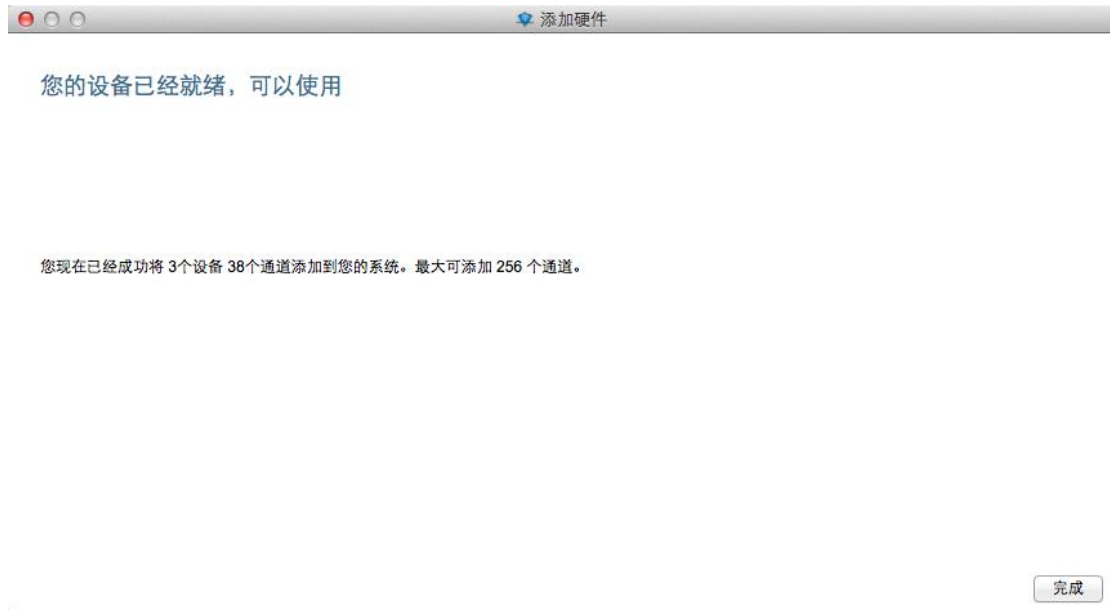 添加硬件
您的设备已经就绪，可以使用
您现在已经成功将 3个设备 38个通道添加到您的系统。最大可添加 256 个通道。
完成